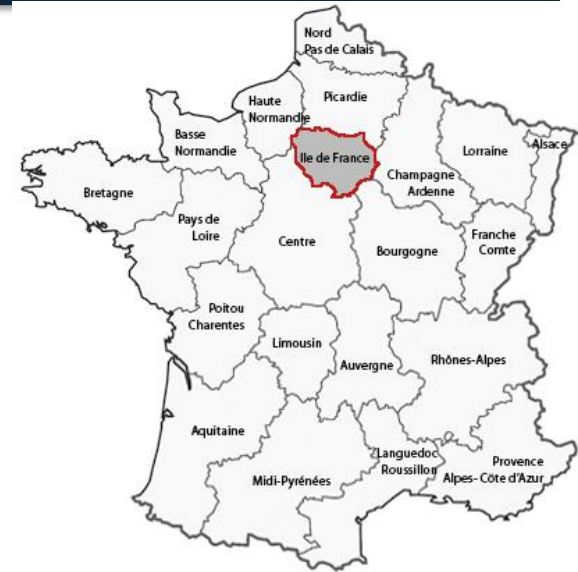 Nord
Pas de Calais
Haute
Normandie
Picardie
Basse
Normandie
Ile de France
Lorraine
Alsace
Champagne
Ardenne
Bretagne
Pays de
Loire
Centre
Bourgogne
Franche
Comte
Poitou
Charentes
Limousin
Auvergne
Rhônes-Alpes
Aquitaine
Midi-Pyrénées
Languedoc
Roussillon
Provence
Alpes-Côte d'Azur